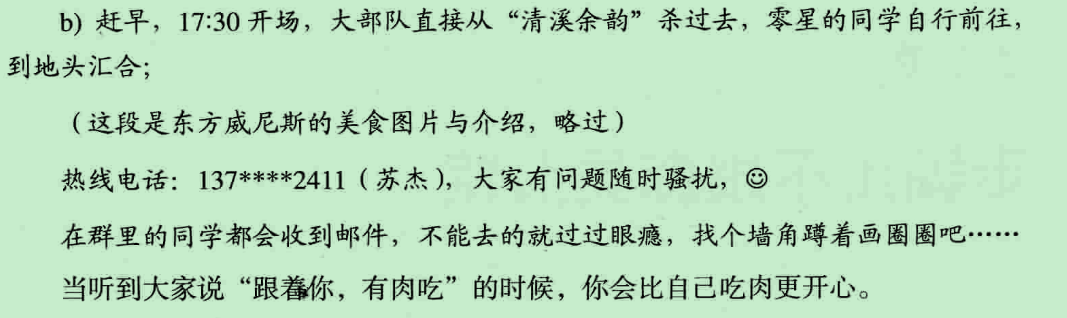 b) 赶早，17:30 开场，大部队直接从“清溪余韵”杀过去，零星的同学自行前往，
到地头汇合；
（这段是东方威尼斯的美食图片与介绍，略过）
热线电话：137****2411（苏杰），大家有问题随时骚扰，☺
在群里的同学都会收到邮件，不能去的就过过眼瘾，找个墙角蹲着画圈圈吧……
当听到大家说“跟着你，有肉吃”的时候，你会比自己吃肉更开心。